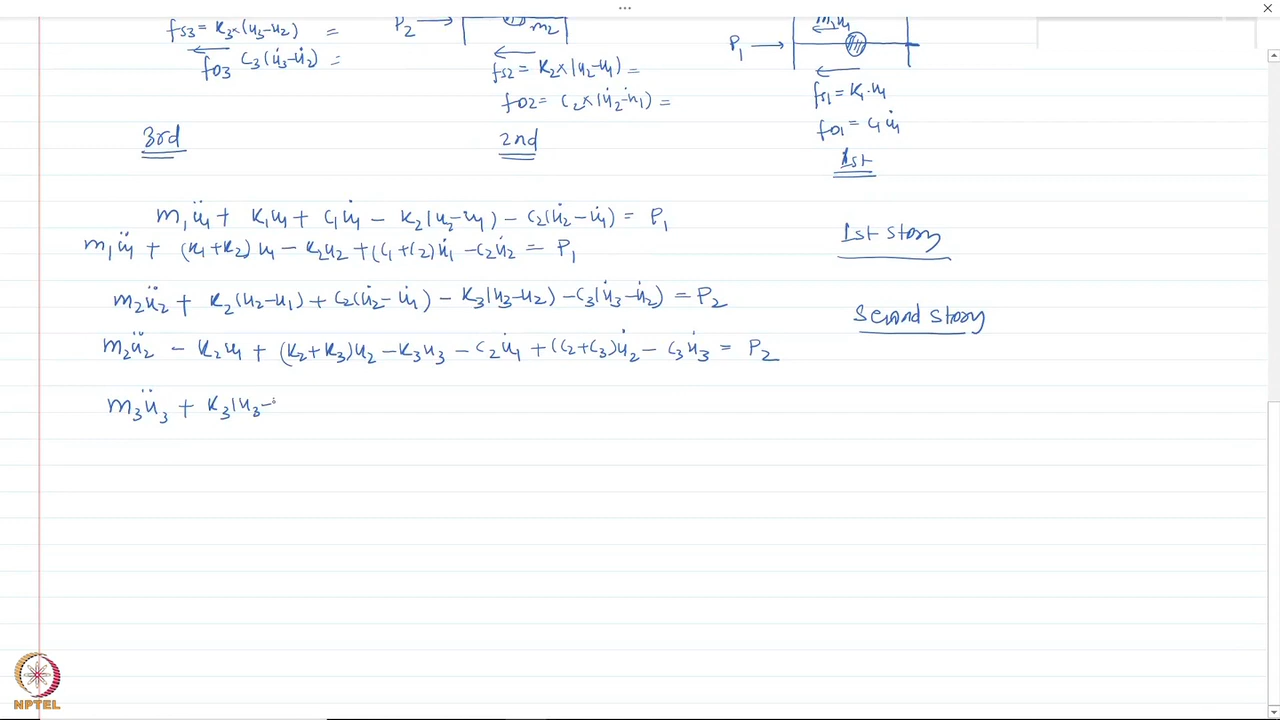 fs3 = K3×(u3–u2) =
fD3 C3(u̇3–u̇2) =
P2
m2
fs2 = K2×(u2–u1) =
fD2 = C2×(u̇2–u̇1) =
P1
fs1 = K1·u1
fD1 = C1u̇1
3rd
2nd
1st
m1ü1 + K1u1 + C1u̇1 – K2(u2–u1) – C2(u̇2–u̇1) = P1
1st story
m1ü1 + (K1+K2)u1 – K2u2 + (C1+C2)u̇1 – C2u̇2 = P1
m2ü2 + K2(u2–u1) + C2(u̇2–u̇1) – K3(u3–u2) – C3(u̇3–u̇2) = P2
Second story
m2ü2 – K2u1 + (K2+K3)u2 – K3u3 – C2u̇1 + (C2+C3)u̇2 – C3u̇3 = P2
m3ü3 + K3(u3–
NPTEL